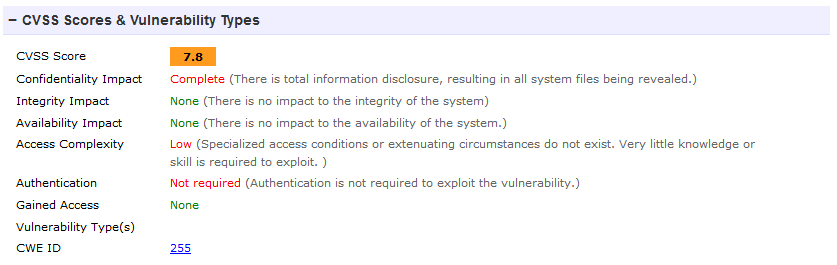 − CVSS Scores & Vulnerability Types
CVSS Score 7.8
Confidentiality Impact Complete (There is total information disclosure, resulting in all system files being revealed.)
Integrity Impact None (There is no impact to the integrity of the system)
Availability Impact None (There is no impact to the availability of the system.)
Access Complexity Low (Specialized access conditions or extenuating circumstances do not exist. Very little knowledge or
skill is required to exploit. )
Authentication Not required (Authentication is not required to exploit the vulnerability.)
Gained Access None
Vulnerability Type(s)
CWE ID 255